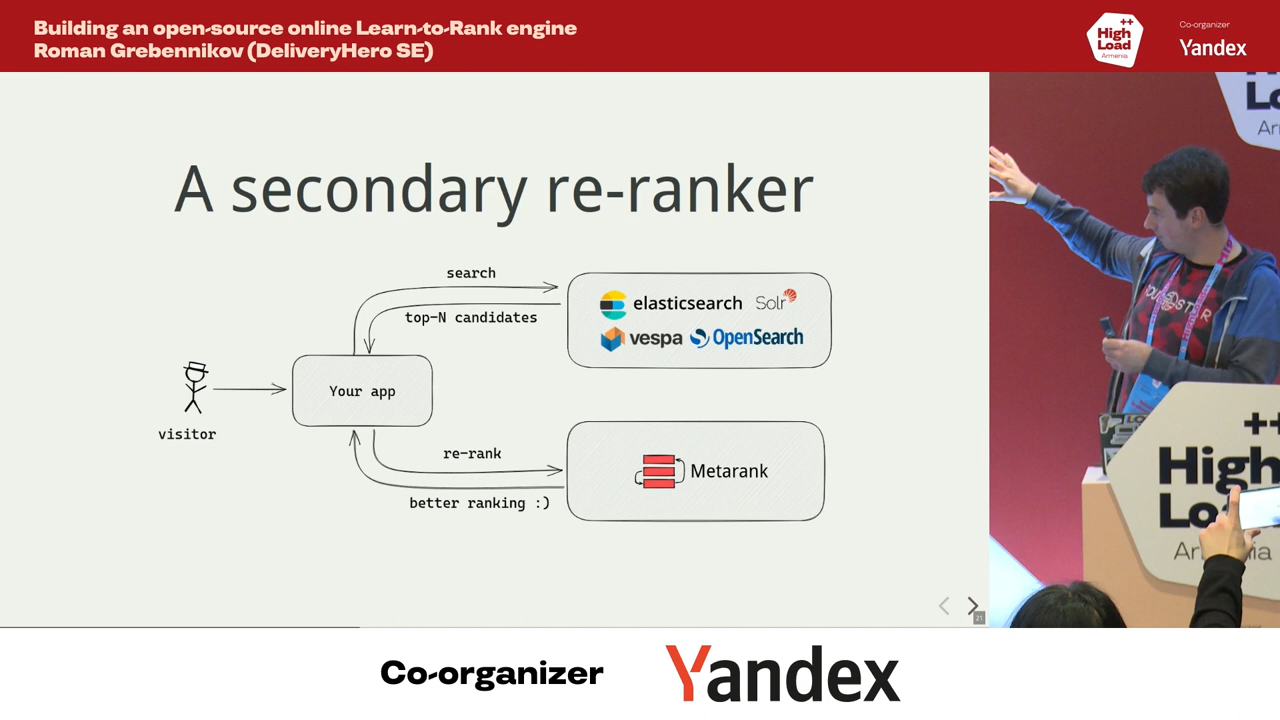 Building an open-source online Learn-to-Rank engine
Roman Grebennikov (DeliveryHero SE)
++
High
Load
Armenia
Co-organizer
Yandex
A secondary re-ranker
search
top-N candidates
elasticsearch
Solr
vespa
OpenSearch
Your app
visitor
re-rank
better ranking :)
Metarank
21
++
High
Co-organizer
Yandex